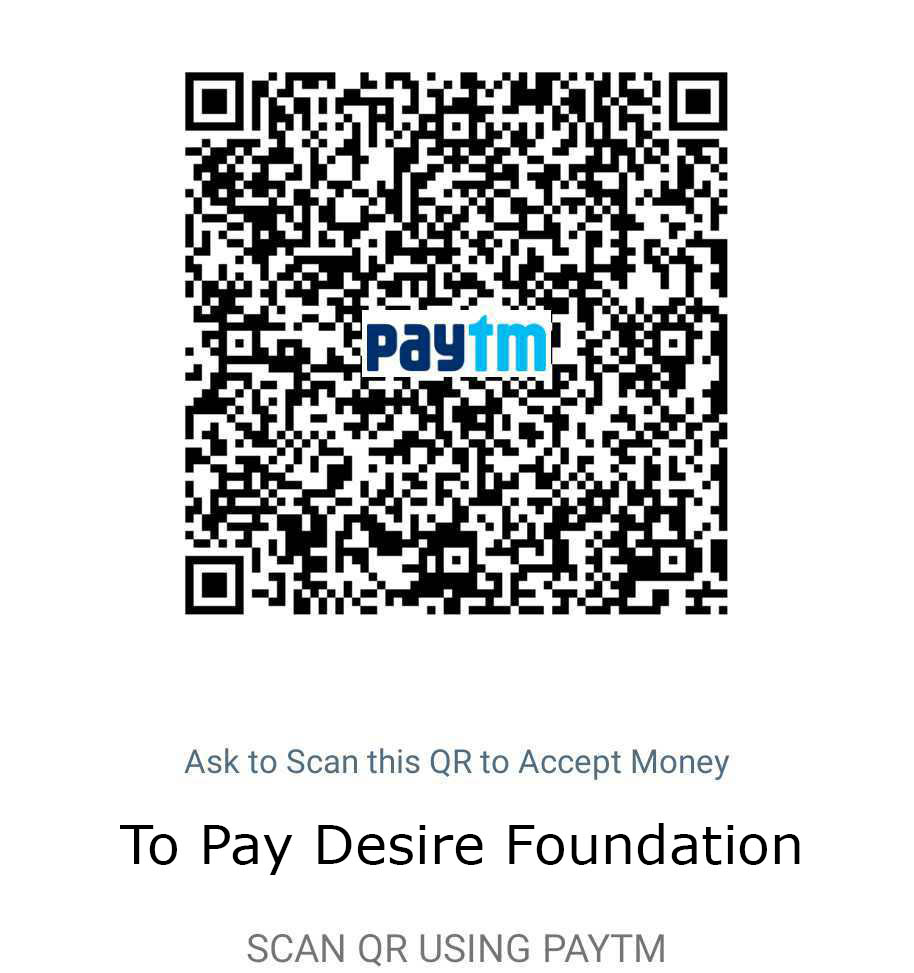 paytm
Ask to Scan this QR to Accept Money
To Pay Desire Foundation
SCAN QR USING PAYTM